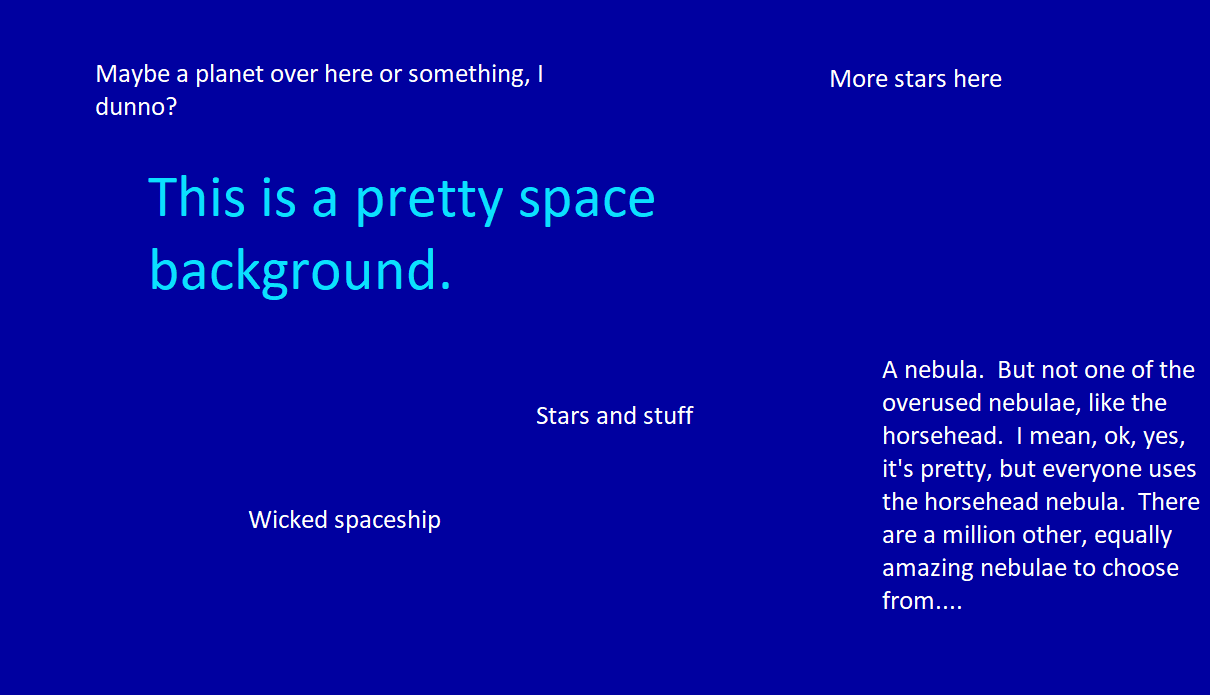 Maybe a planet over here or something, I
dunno?
More stars here
This is a pretty space
background.
A nebula.  But not one of the
overused nebulae, like the
horsehead.  I mean, ok, yes,
it's pretty, but everyone uses
the horsehead nebula.  There
are a million other, equally
amazing nebulae to choose
from....
Stars and stuff
Wicked spaceship